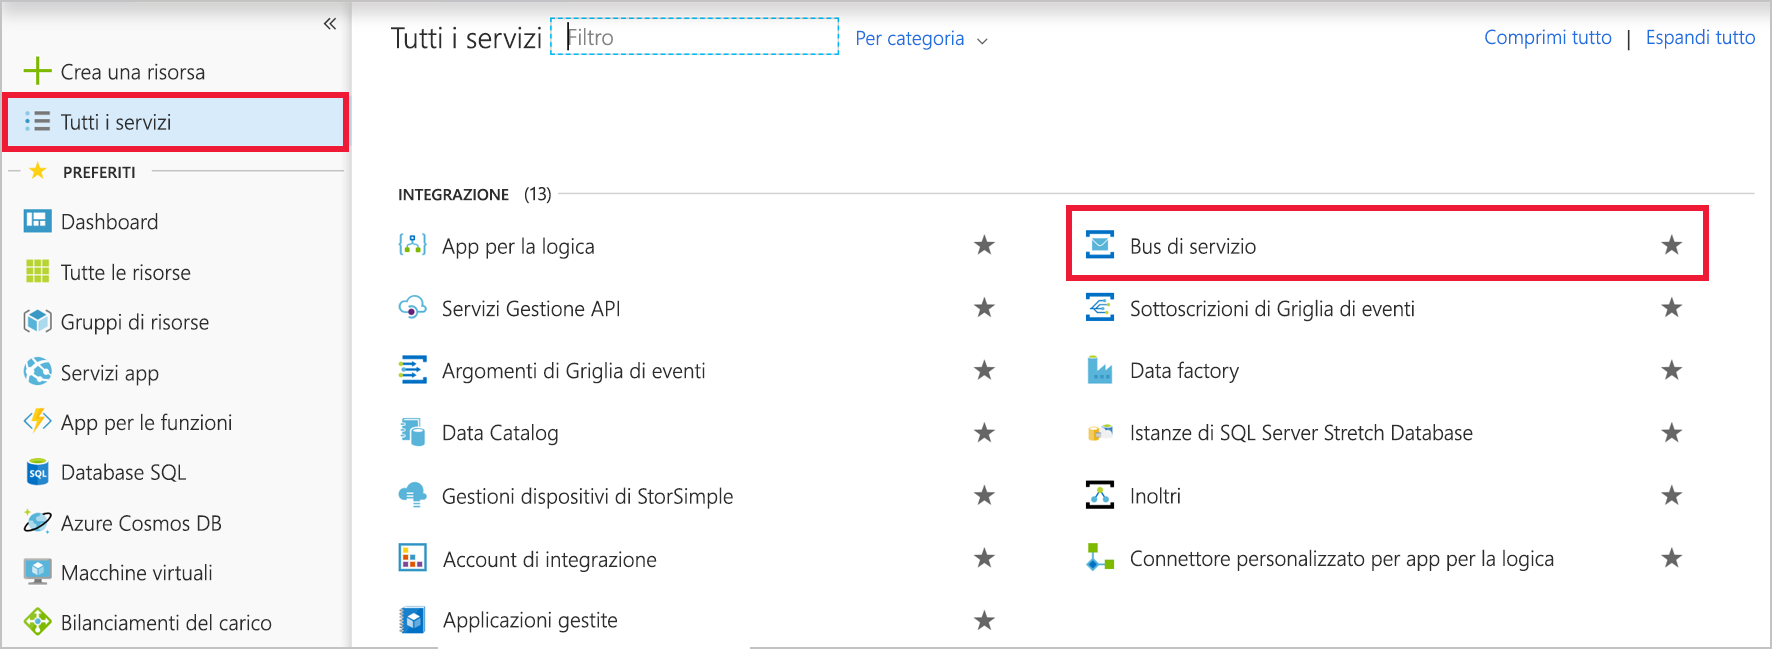 «
Crea una risorsa
Tutti i servizi
PREFERITI
Dashboard
Tutte le risorse
Gruppi di risorse
Servizi app
App per le funzioni
SQL
Database SQL
Azure Cosmos DB
Macchine virtuali
Bilanciamenti del carico
Tutti i servizi Filtro Per categoria Comprimi tutto | Espandi tutto
INTEGRAZIONE (13)
App per la logica
Bus di servizio
Servizi Gestione API
Sottoscrizioni di Griglia di eventi
Argomenti di Griglia di eventi
Data factory
Data Catalog
Istanze di SQL Server Stretch Database
Gestioni dispositivi di StorSimple
Inoltri
Account di integrazione
Connettore personalizzato per app per la logica
Applicazioni gestite